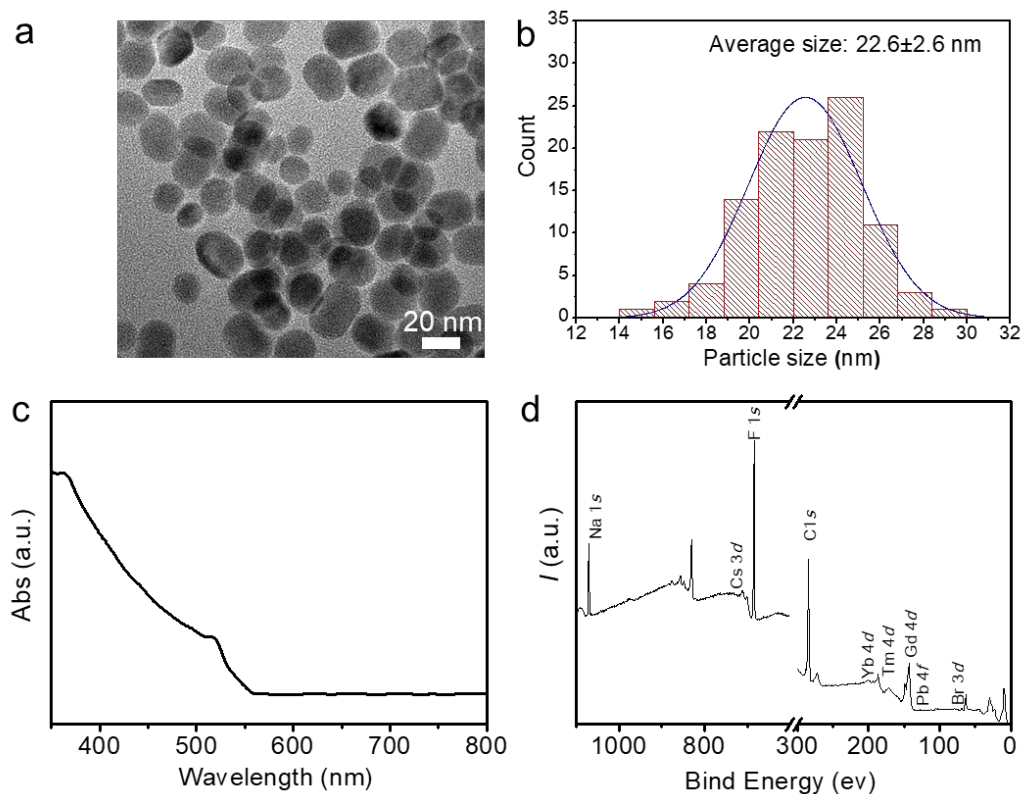 a
20 nm
b
Average size: 22.6±2.6 nm
35
30
25
20
15
10
5
0
Count
12 14 16 18 20 22 24 26 28 30 32
Particle size (nm)
c
Abs (a.u.)
400 500 600 700 800
Wavelength (nm)
d
I (a.u.)
Na 1s
Cs 3d
F 1s
C1s
Yb 4d
Tm 4d
Gd 4d
Pb 4f
Br 3d
1000 800 300 200 100 0
Bind Energy (ev)